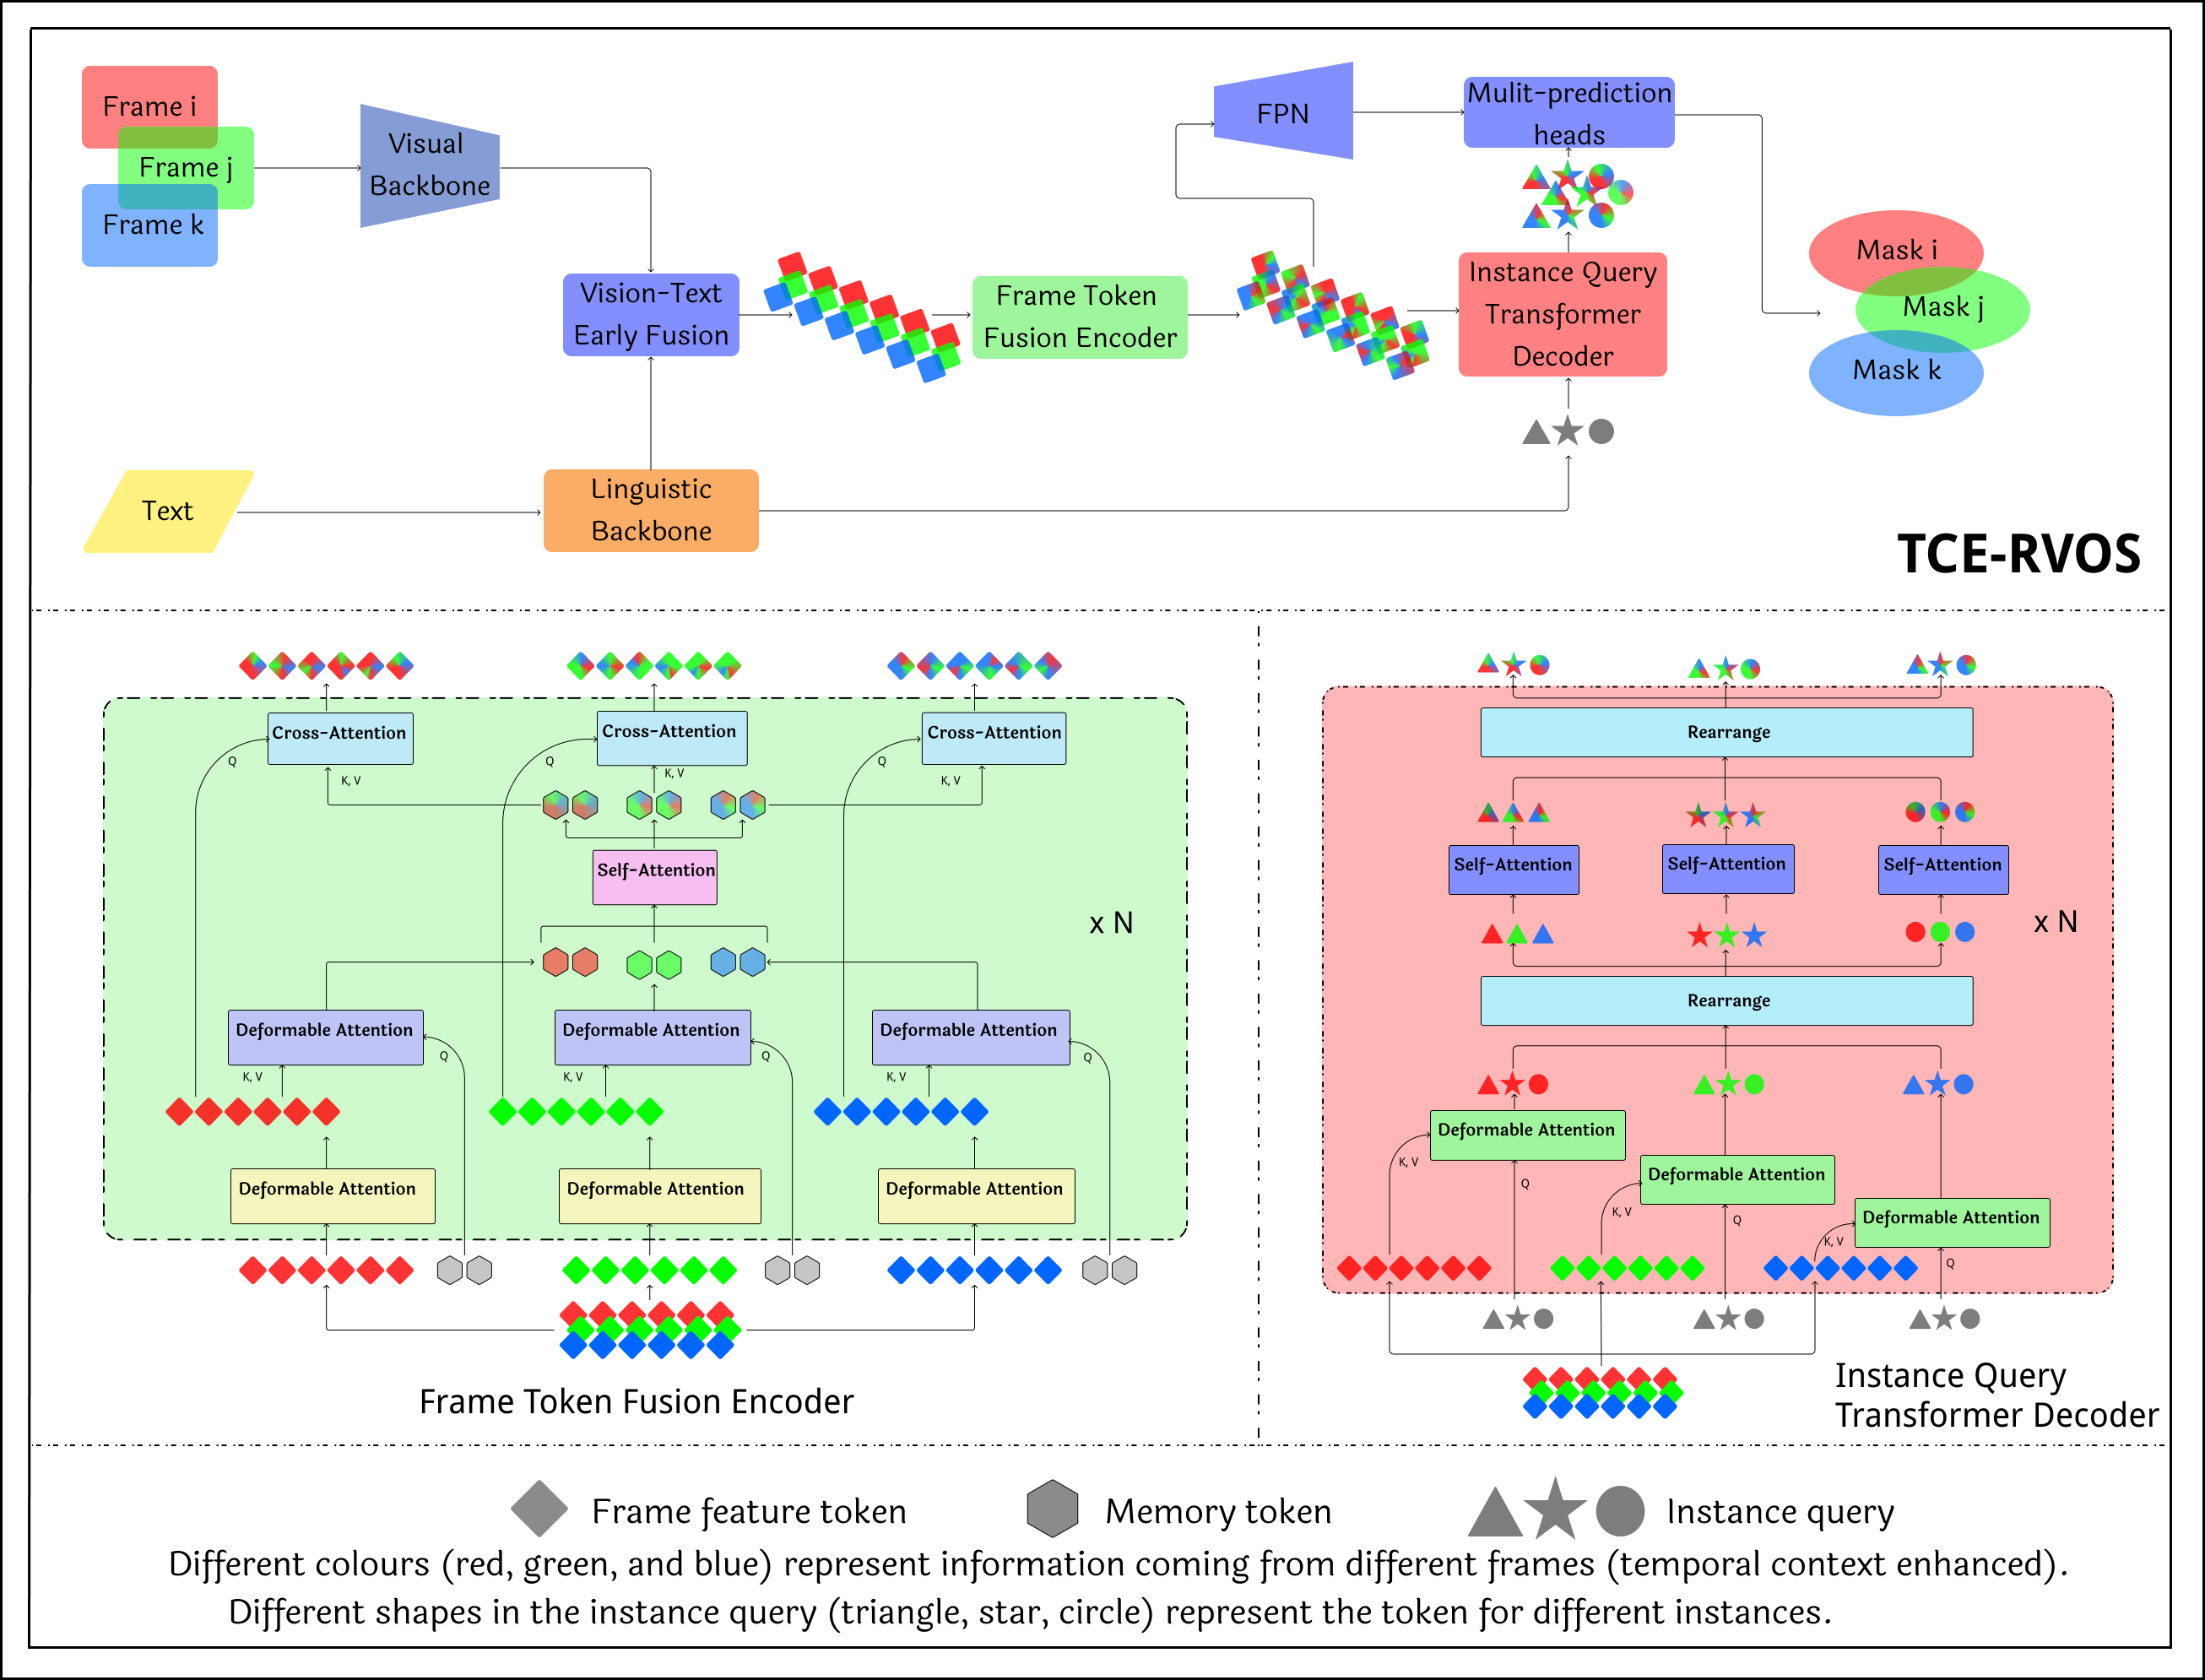 Frame i
Frame j
Frame k
Visual
Backbone
FPN
Mulit-prediction
heads
Vision-Text
Early Fusion
Frame Token
Fusion Encoder
Instance Query
Transformer
Decoder
Mask i
Mask j
Mask k
Text
Linguistic
Backbone
TCE-RVOS
Cross-Attention
Cross-Attention
Cross-Attention
Q
K, V
Q
K, V
Q
K, V
Self-Attention
x N
Deformable Attention
Deformable Attention
Deformable Attention
K, V
Q
K, V
Q
K, V
Q
Deformable Attention
Deformable Attention
Deformable Attention
Frame Token Fusion Encoder
Rearrange
Self-Attention
Self-Attention
Self-Attention
x N
Rearrange
Deformable Attention
K, V
Q
Deformable Attention
K, V
Q
Deformable Attention
K, V
Q
Instance Query
Transformer Decoder
Frame feature token
Memory token
Instance query
Different colours (red, green, and blue) represent information coming from different frames (temporal context enhanced).
Different shapes in the instance query (triangle, star, circle) represent the token for different instances.